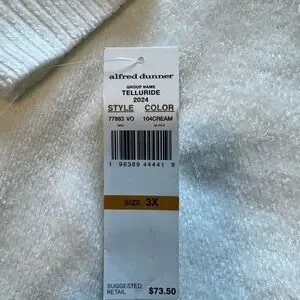 alfred dunner
GROUP NAME
TELLURIDE
2024
STYLE COLOR
77883 VO 104CREAM
1 96389 44441 9
SIZE 3X
SUGGESTED
RETAIL $73.50